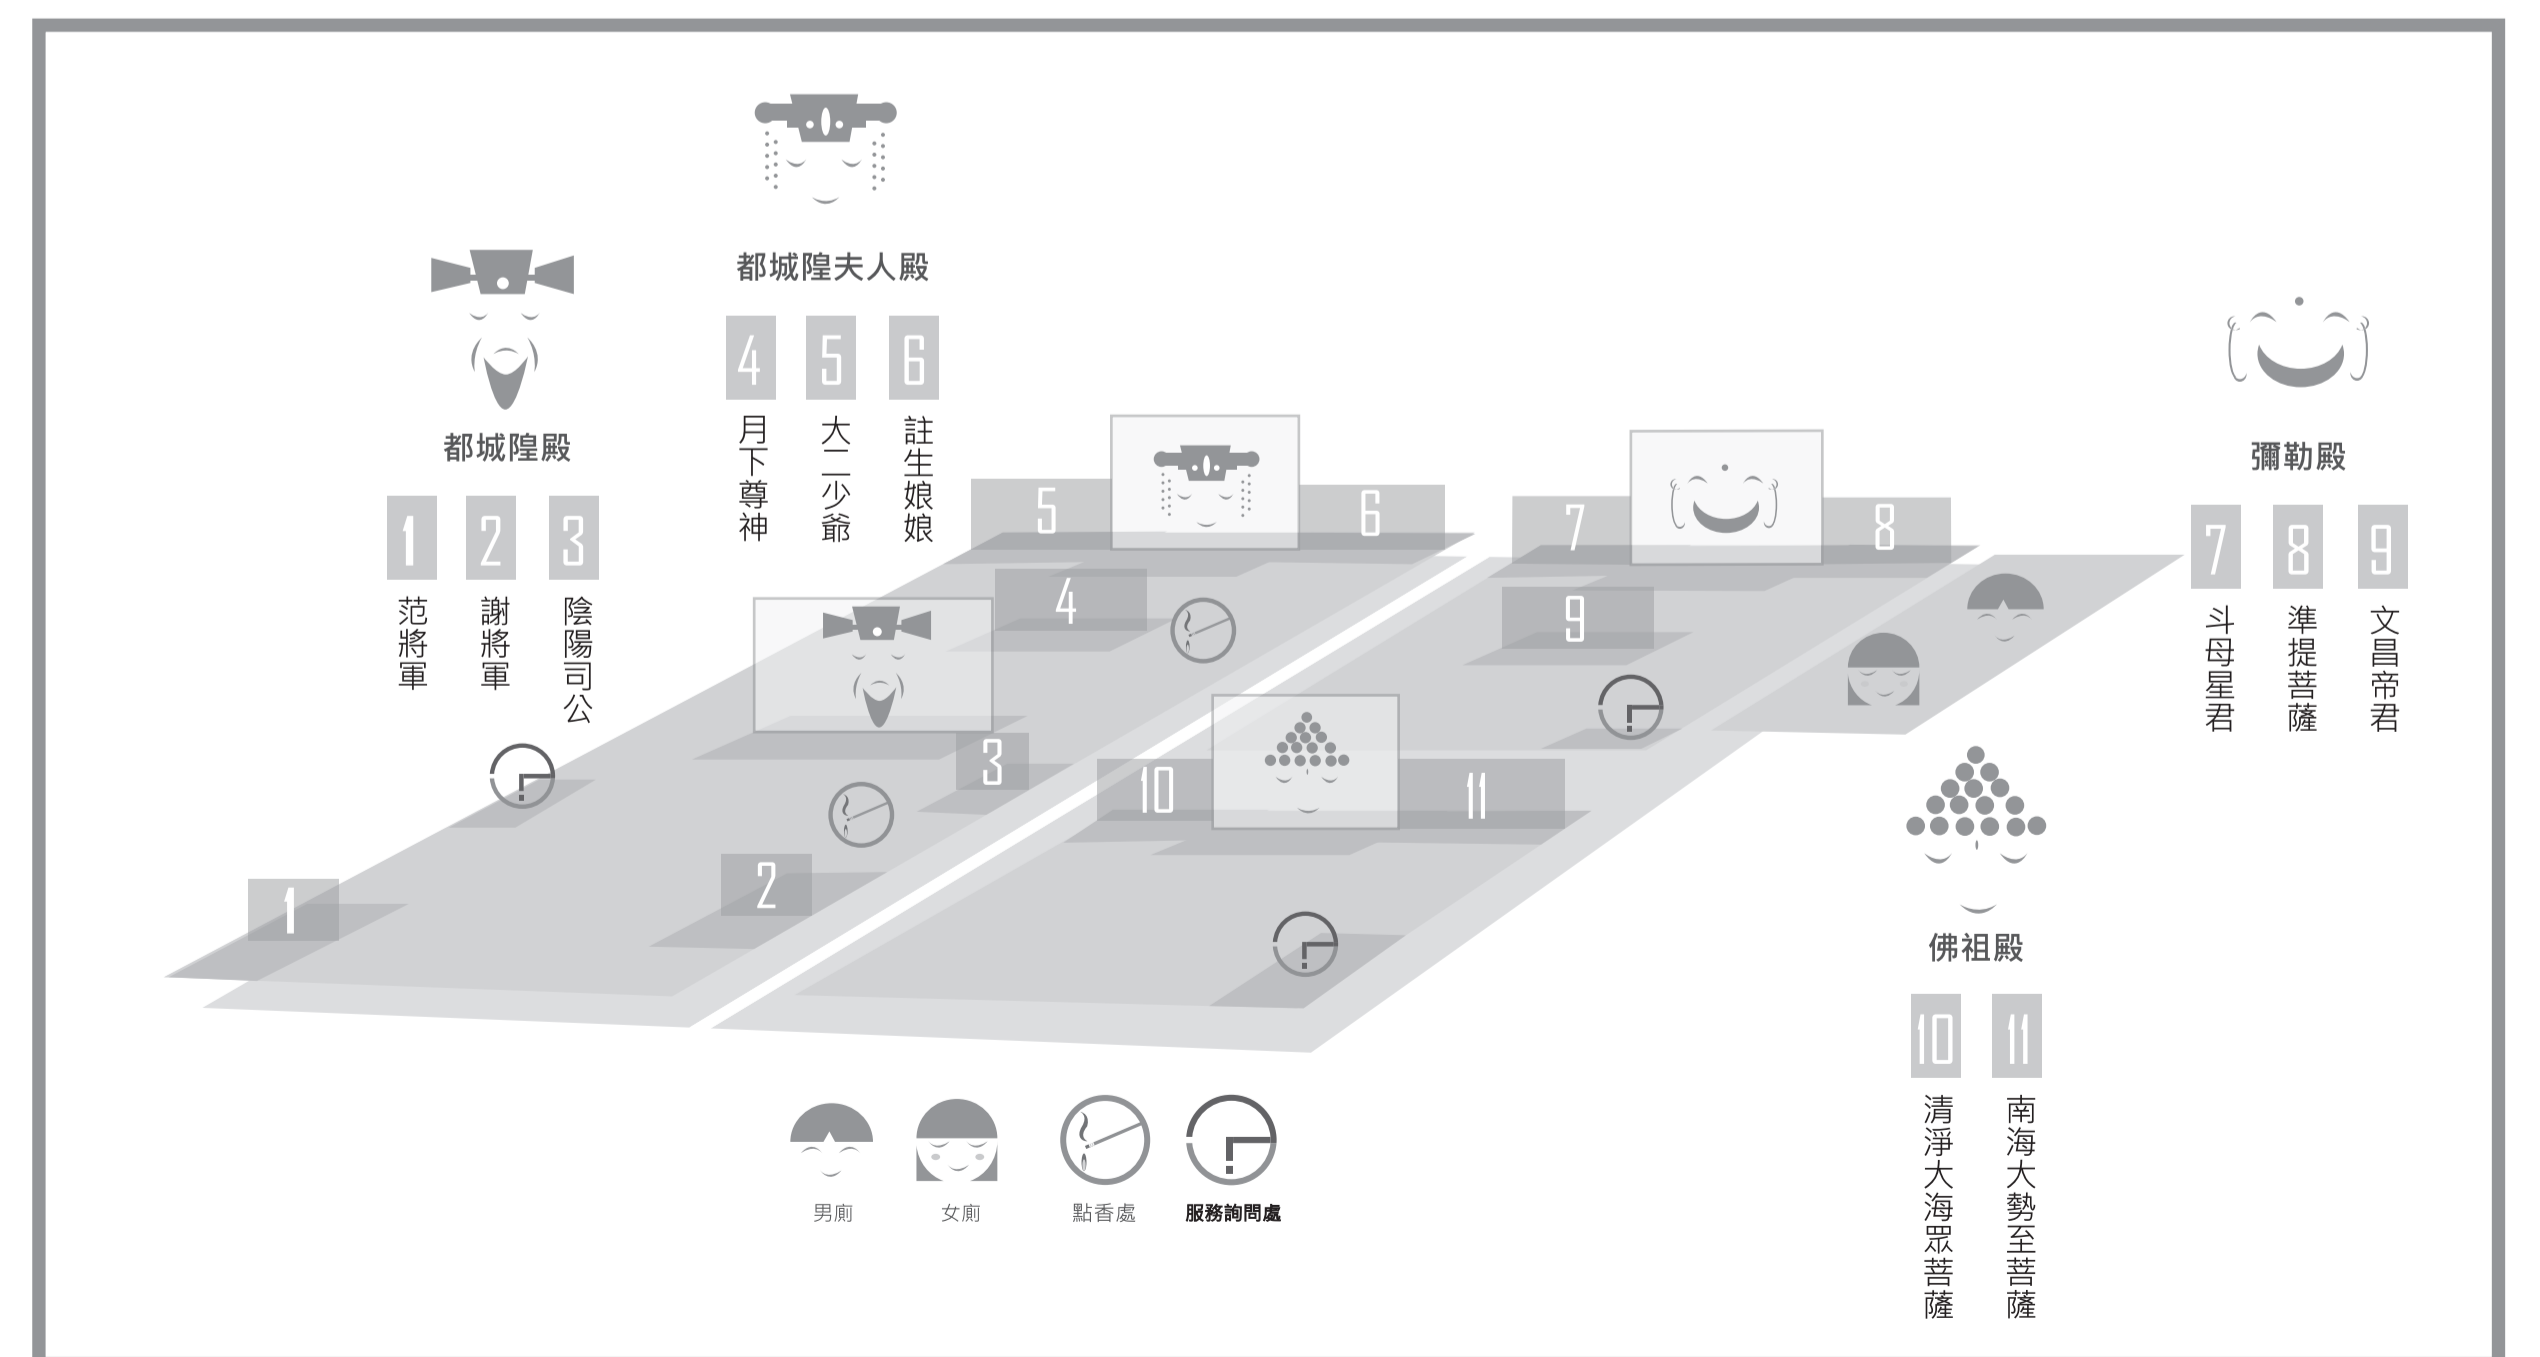 都城隍夫人殿
4
5
6
月下尊神
大二少爺
註生娘娘
都城隍殿
1
2
3
范將軍
謝將軍
陰陽司公
彌勒殿
7
8
9
斗母星君
準提菩薩
文昌帝君
5
6
7
8
4
9
3
10
11
2
1
佛祖殿
10
11
清淨大海眾菩薩
南海大勢至菩薩
男廁
女廁
點香處
服務詢問處